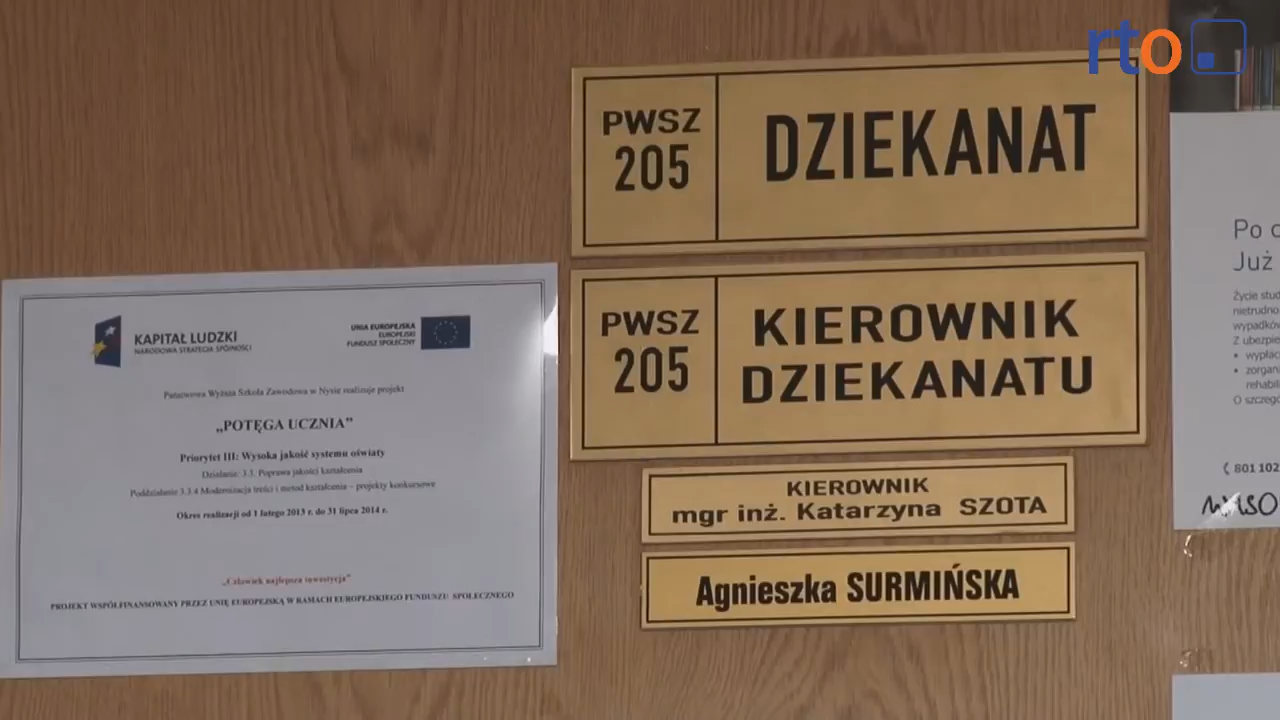 rto
PWSZ
205
DZIEKANAT
PWSZ
205
KIEROWNIK
DZIEKANATU
KIEROWNIK
mgr inż. Katarzyna SZOTA
Agnieszka SURMIŃSKA
KAPITAŁ LUDZKI
NARODOWA STRATEGIA SPÓJNOŚCI
UNIA EUROPEJSKA
EUROPEJSKI
FUNDUSZ SPOŁECZNY
Państwowa Wyższa Szkoła Zawodowa w Nysie realizuje projekt
„POTĘGA UCZNIA”
Priorytet III: Wysoka jakość systemu oświaty
Działanie: 3.3. Poprawa jakości kształcenia
Poddziałanie 3.3.4 Modernizacja treści i metod kształcenia – projekty konkursowe
Okres realizacji od 1 lutego 2013 r. do 31 lipca 2014 r.
„Człowiek najlepsza inwestycja”
PROJEKT WSPÓŁFINANSOWANY PRZEZ UNIĘ EUROPEJSKĄ W RAMACH EUROPEJSKIEGO FUNDUSZU SPOŁECZNEGO
Po
Już
Życie
nietrudno
Z
•
•
O
801 102